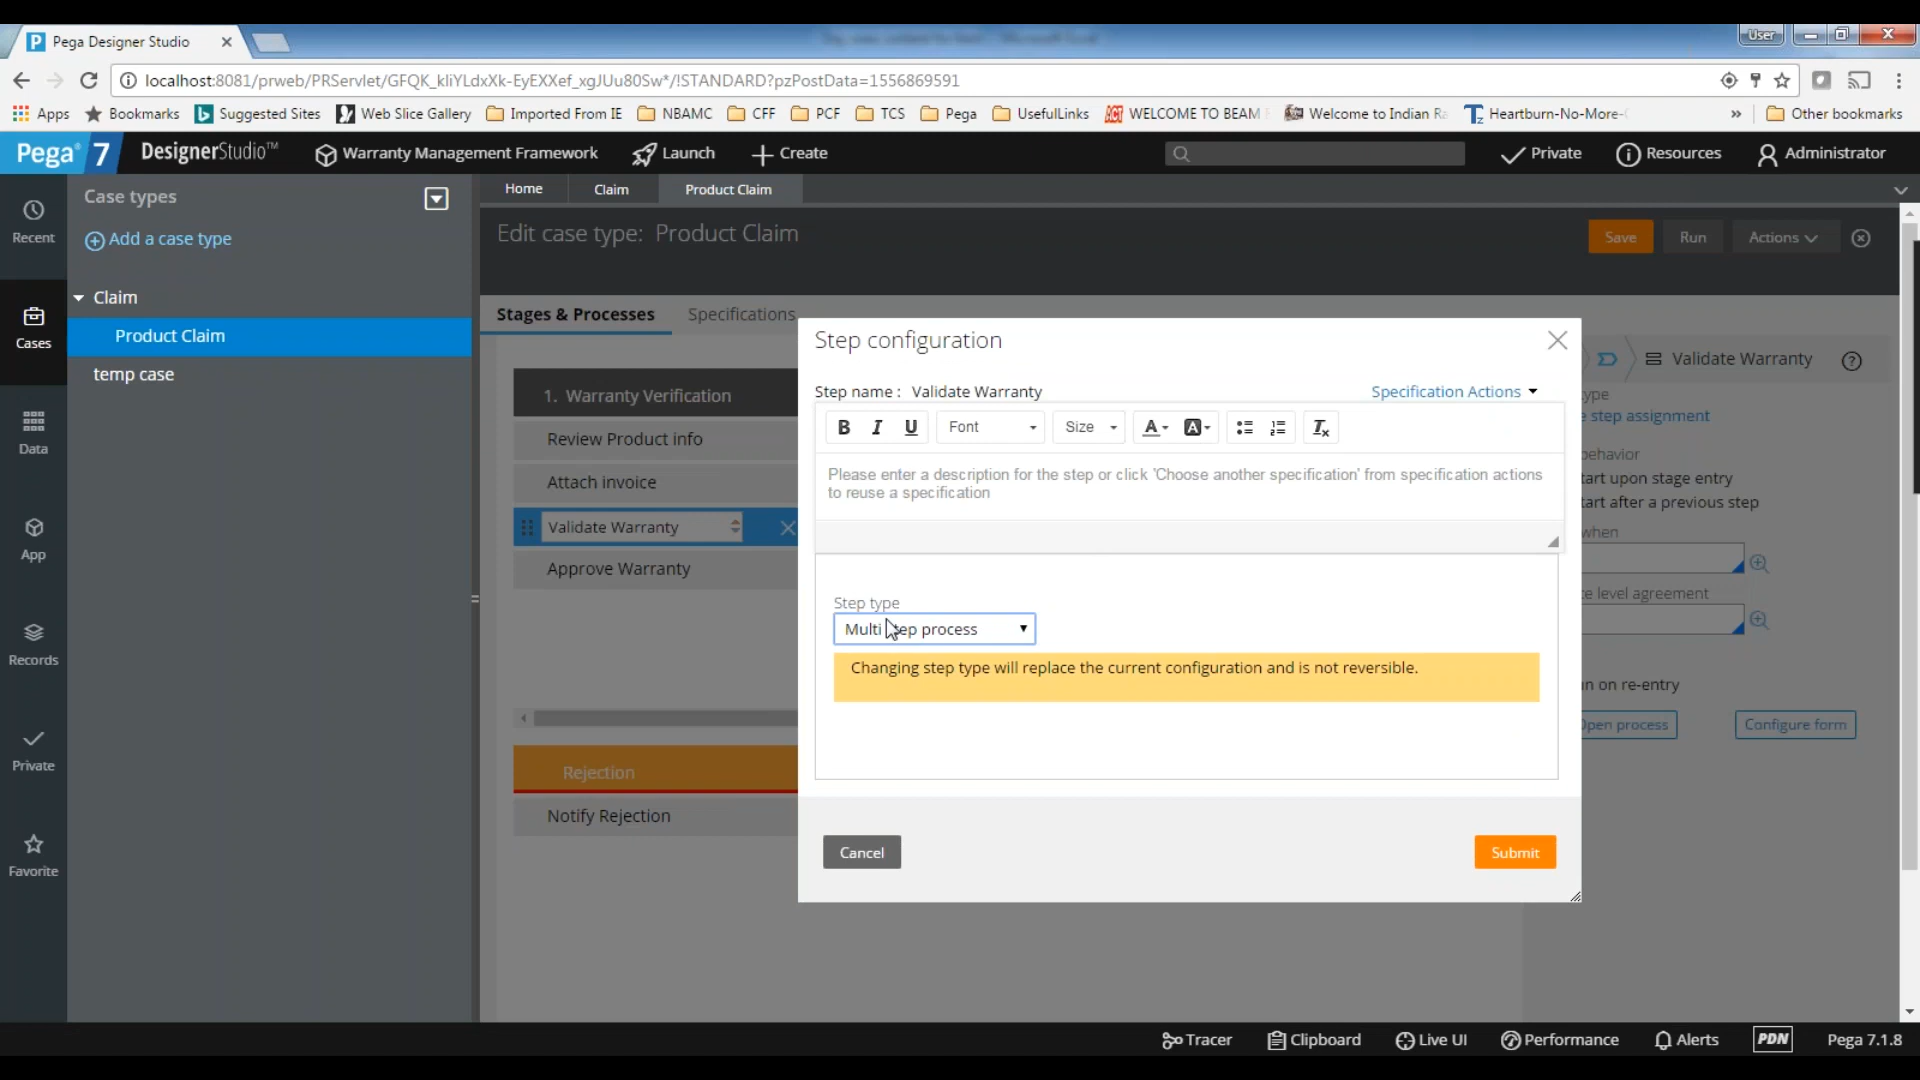 Pega Designer Studio
User
localhost:8081/prweb/PRServlet/GFQK_kliYLdxXk-EyEXXef_xgJUu80Sw*/!STANDARD?pzPostData=1556869591
Apps Bookmarks Suggested Sites Web Slice Gallery Imported From IE NBAMC CFF PCF TCS Pega UsefulLinks WELCOME TO BEAM Welcome to Indian Heartburn-No-More- » Other bookmarks
Pega 7 DesignerStudio™ Warranty Management Framework Launch Create Private Resources Administrator
Recent
Cases
Data
App
Records
Private
Favorite
Case types
Add a case type
Claim
Product Claim
temp case
Home Claim Product Claim
Edit case type: Product Claim
Save Run Actions
Stages & Processes Specifications
1. Warranty Verification
Review Product info
Attach invoice
Validate Warranty
Approve Warranty
Rejection
Notify Rejection
Step configuration
Step name : Validate Warranty Specification Actions
B I U Font Size A A
Please enter a description for the step or click 'Choose another specification' from specification actions
to reuse a specification
Step type
Multi step process
Changing step type will replace the current configuration and is not reversible.
Cancel Submit
Validate Warranty
ype
e step assignment
behavior
tart upon stage entry
tart after a previous step
when
e level agreement
n on re-entry
Open process Configure form
Tracer Clipboard Live UI Performance Alerts PDN Pega 7.1.8